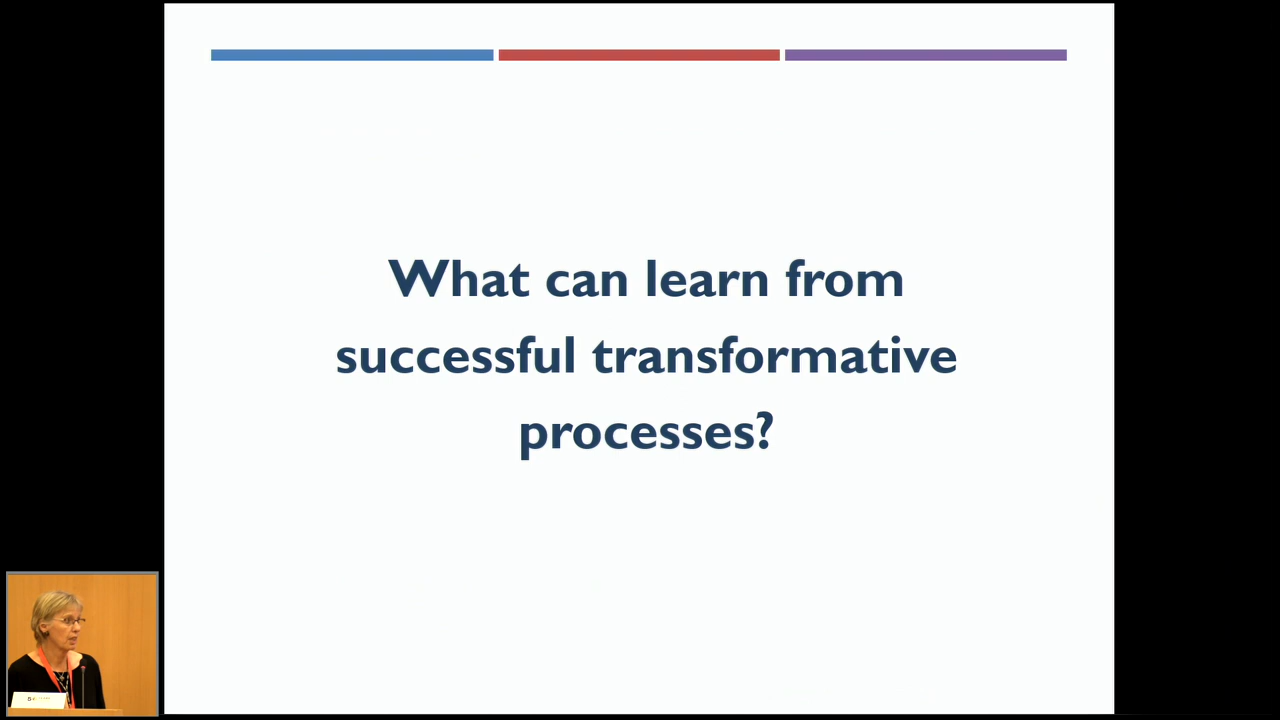 What can learn from
successful transformative
processes?